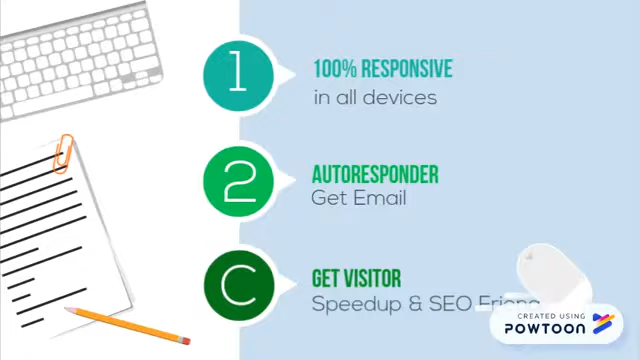 1
100% RESPONSIVE
in all devices
2
AUTORESPONDER
Get Email
C
GET VISITOR
Speedup & SEO
CREATED USING
POWTOON